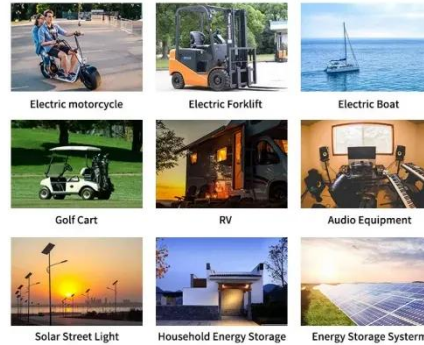 Electric motorcycle
Electric Forklift
Electric Boat
Golf Cart
RV
Audio Equipment
Solar Street Light
Household Energy Storage
Energy Storage Systerm